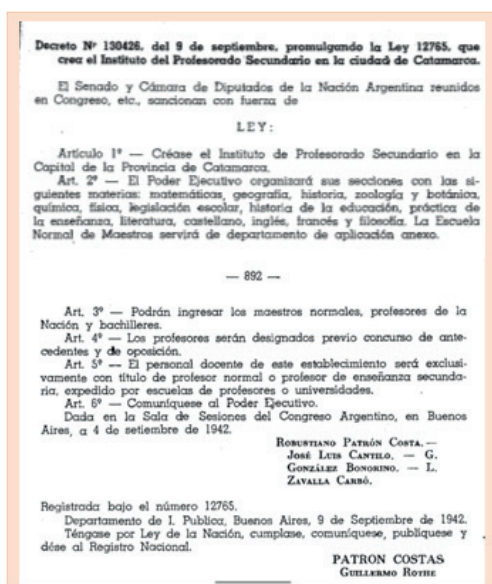 Decreto Nº 130426, del 9 de septiembre, promulgando la Ley 12765, que
crea el Instituto del Profesorado Secundario en la ciudad de Catamarca.
El Senado y Cámara de Diputados de la Nación Argentina reunidos
en Congreso, etc., sancionan con fuerza de
LEY:
Artículo 1º — Créase el Instituto de Profesorado Secundario en la
Capital de la Provincia de Catamarca.
Art. 2º — El Poder Ejecutivo organizará sus secciones con las si-
guientes materias: matemáticas, geografía, historia, zoología y botánica,
química, física, legislación escolar, historia de la educación, práctica de
la enseñanza, literatura, castellano, inglés, francés y filosofía. La Escuela
Normal de Maestros servirá de departamento de aplicación anexo.
— 892 —
Art. 3º — Podrán ingresar los maestros normales, profesores de la
Nación y bachilleres.
Art. 4º — Los profesores serán designados previo concurso de ante-
cedentes y de oposición.
Art. 5º — El personal docente de este establecimiento será exclusi-
vamente con título de profesor normal o profesor de enseñanza secunda-
ria, expedido por escuelas de profesores o universidades.
Art. 6º — Comuníquese al Poder Ejecutivo.
Dada en la Sala de Sesiones del Congreso Argentino, en Buenos
Aires, a 4 de setiembre de 1942.
Robustiano Patrón Costa. —
José Luis Cantilo. — G.
González Bonorino. — L.
Zavalla Carbó.
Registrada bajo el número 12765.
Departamento de I. Publica, Buenos Aires, 9 de Septiembre de 1942.
Téngase por Ley de la Nación, cumplase, comuníquese, publíquese y
dése al Registro Nacional.
PATRON COSTAS
Guillermo Rothe